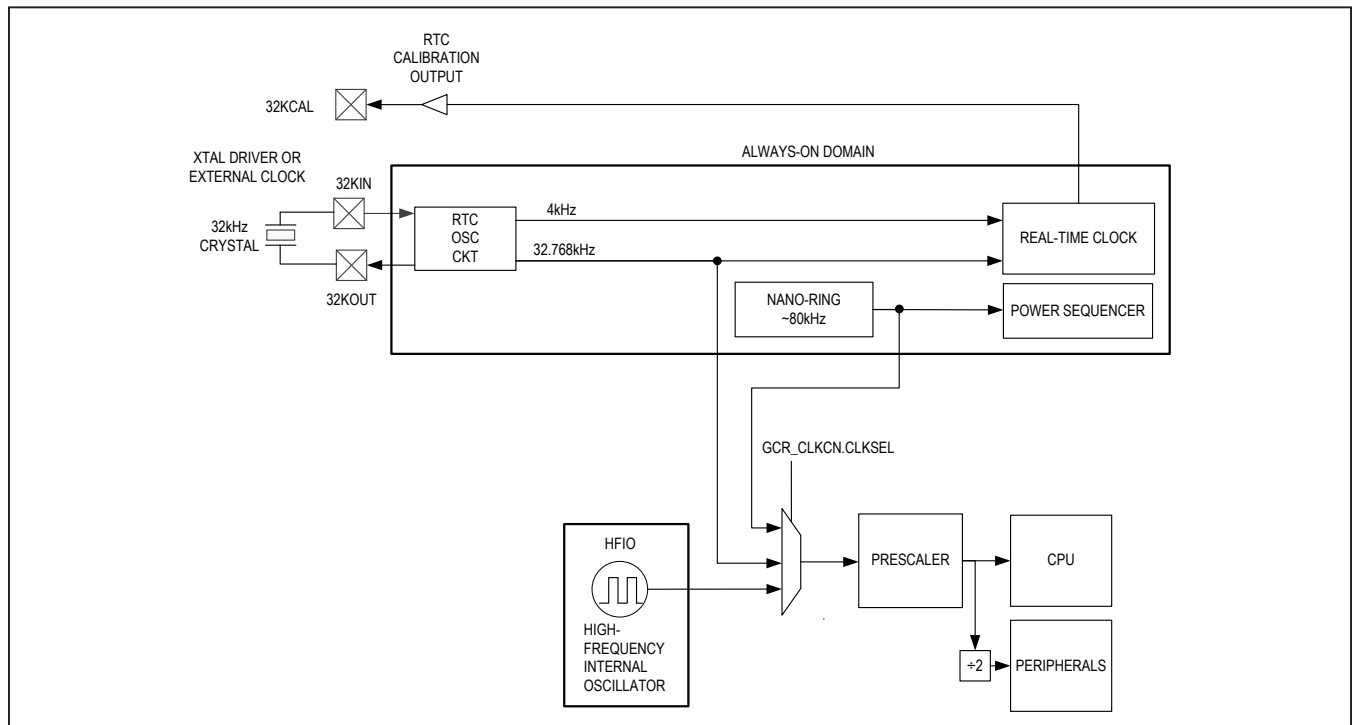 RTC
CALIBRATION
OUTPUT
32KCAL
ALWAYS-ON DOMAIN
XTAL DRIVER OR
EXTERNAL CLOCK
32KIN
32kHz
CRYSTAL
32KOUT
RTC
OSC
CKT
4kHz
32.768kHz
REAL-TIME CLOCK
NANO-RING
~80kHz
POWER SEQUENCER
GCR_CLKCN.CLKSEL
HFIO
HIGH-
FREQUENCY
INTERNAL
OSCILLATOR
PRESCALER
CPU
÷2
PERIPHERALS